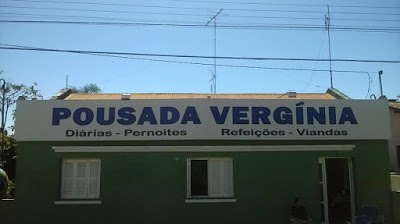 POUSADA VERGÍNIA
Diárias - Pernoites Refeições - Viandas